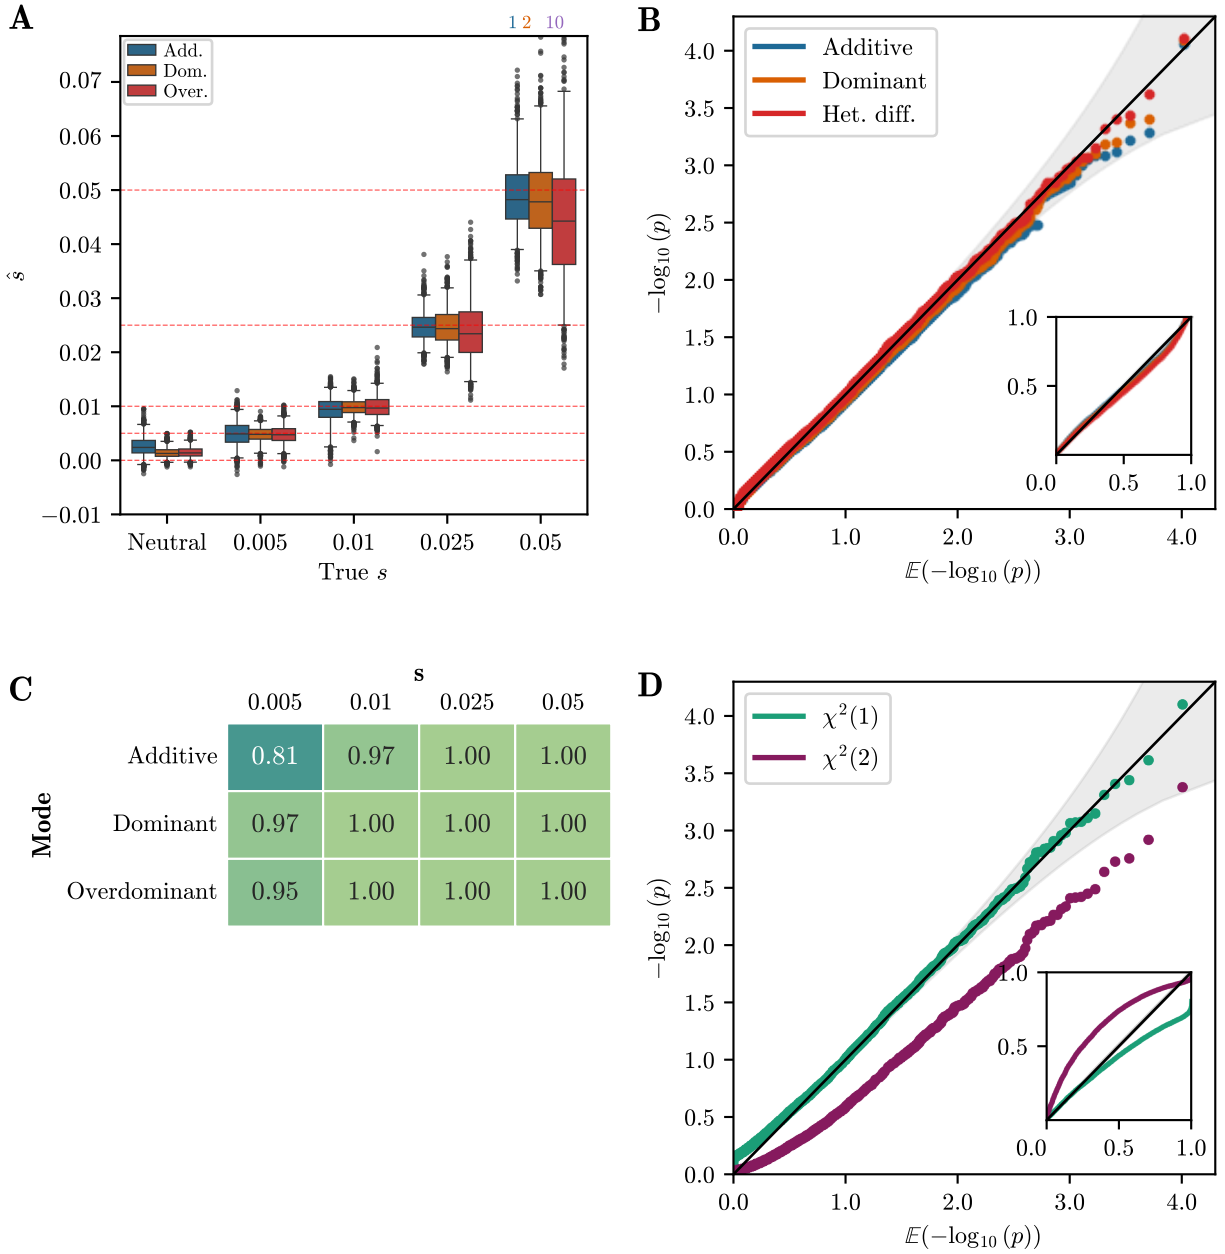 A
1 2 10
Add.
Dom.
Over.
0.07
0.06
0.05
0.04
0.03
0.02
0.01
0.00
−0.01
ŝ
Neutral 0.005 0.01 0.025 0.05
True s
B
Additive
Dominant
Het. diff.
4.0
3.5
3.0
2.5
2.0
1.5
1.0
0.5
0.0
−log₁₀ (p)
1.0
0.5
0.0 0.5 1.0
0.0 1.0 2.0 3.0 4.0
𝔼(−log₁₀ (p))
C
s
0.005 0.01 0.025 0.05
Mode
Additive 0.81 0.97 1.00 1.00
Dominant 0.97 1.00 1.00 1.00
Overdominant 0.95 1.00 1.00 1.00
D
χ²(1)
χ²(2)
4.0
3.5
3.0
2.5
2.0
1.5
1.0
0.5
0.0
−log₁₀ (p)
1.0
0.5
0.0 0.5 1.0
0.0 1.0 2.0 3.0 4.0
𝔼(−log₁₀ (p))